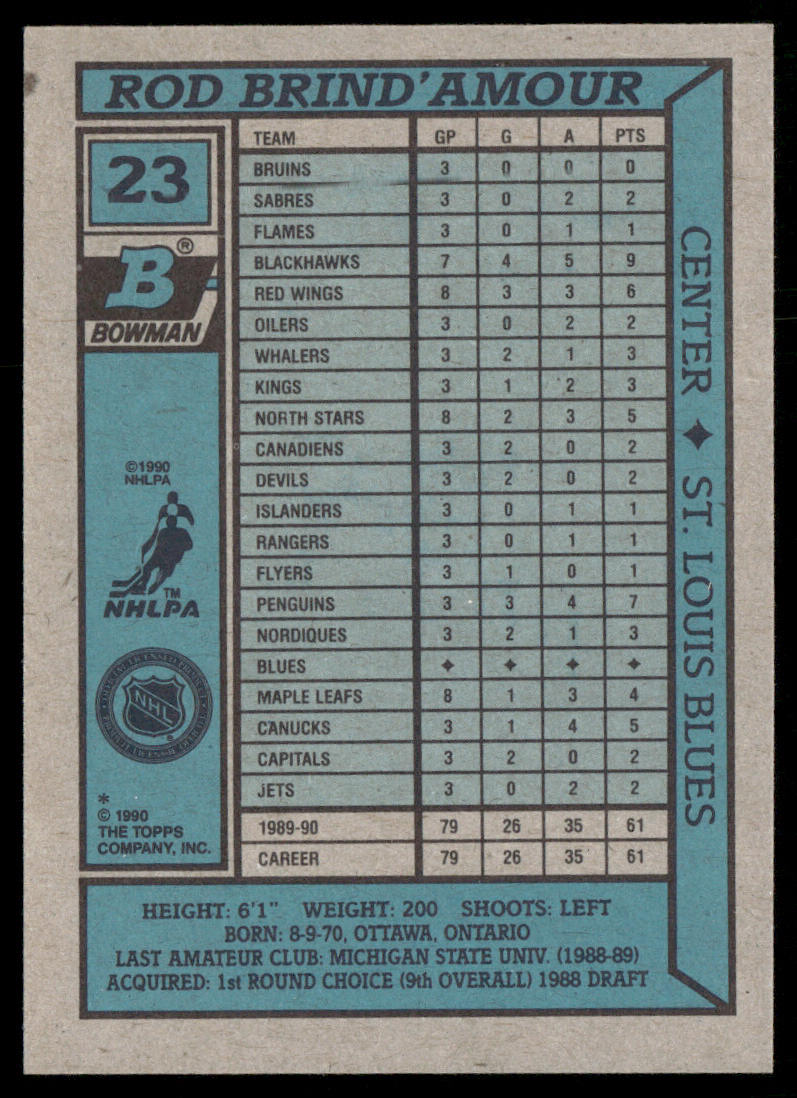 ROD BRIND'AMOUR
23
B®
BOWMAN
©1990
NHLPA
TM
NHLPA
NHL
®
*
© 1990
THE TOPPS
COMPANY, INC.
TEAM GP G A PTS
BRUINS 3 0 0 0
SABRES 3 0 2 2
FLAMES 3 0 1 1
BLACKHAWKS 7 4 5 9
RED WINGS 8 3 3 6
OILERS 3 0 2 2
WHALERS 3 2 1 3
KINGS 3 1 2 3
NORTH STARS 8 2 3 5
CANADIENS 3 2 0 2
DEVILS 3 2 0 2
ISLANDERS 3 0 1 1
RANGERS 3 0 1 1
FLYERS 3 1 0 1
PENGUINS 3 3 4 7
NORDIQUES 3 2 1 3
BLUES ✦ ✦ ✦ ✦
MAPLE LEAFS 8 1 3 4
CANUCKS 3 1 4 5
CAPITALS 3 2 0 2
JETS 3 0 2 2
1989-90 79 26 35 61
CAREER 79 26 35 61
CENTER ✦ ST. LOUIS BLUES
HEIGHT: 6'1" WEIGHT: 200 SHOOTS: LEFT
BORN: 8-9-70, OTTAWA, ONTARIO
LAST AMATEUR CLUB: MICHIGAN STATE UNIV. (1988-89)
ACQUIRED: 1st ROUND CHOICE (9th OVERALL) 1988 DRAFT